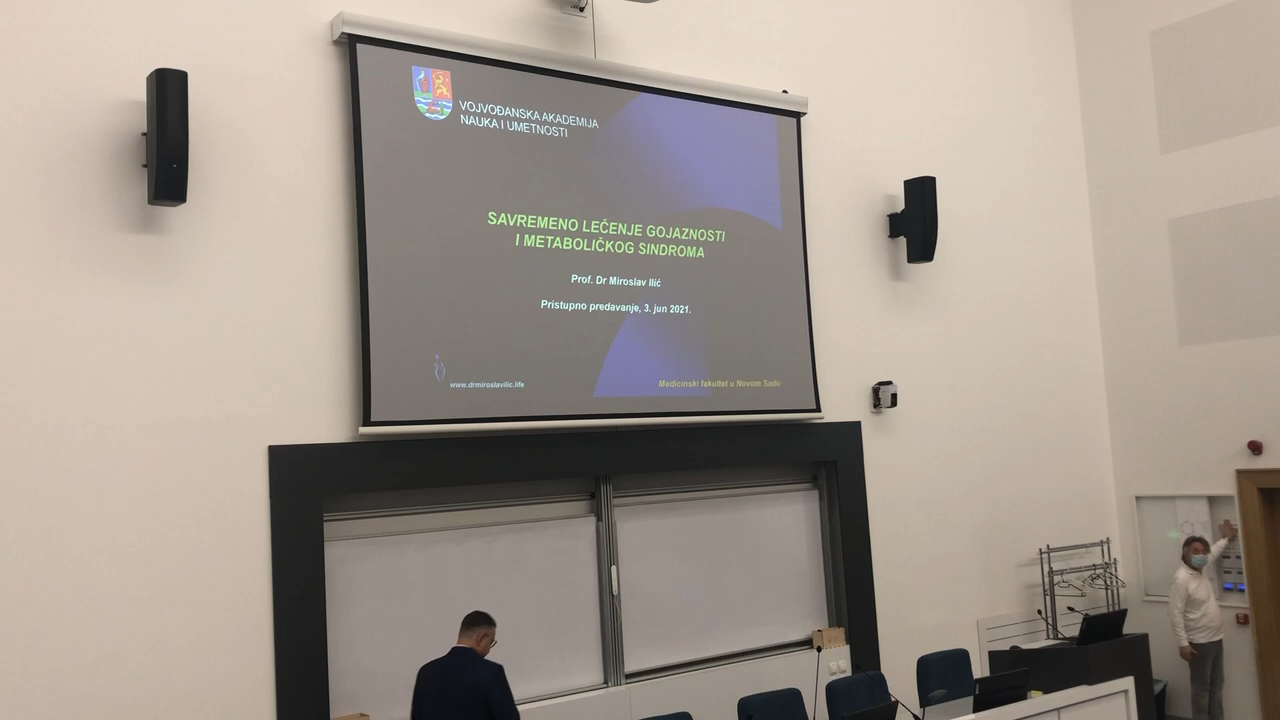 VOJVOĐANSKA AKADEMIJA
NAUKA I UMETNOSTI
SAVREMENO LEČENJE GOJAZNOSTI
I METABOLIČKOG SINDROMA
Prof. Dr Miroslav Ilić
Pristupno predavanje, 3. jun 2021.
www.drmiroslavilic.life
Medicinski fakultet u Novom Sadu